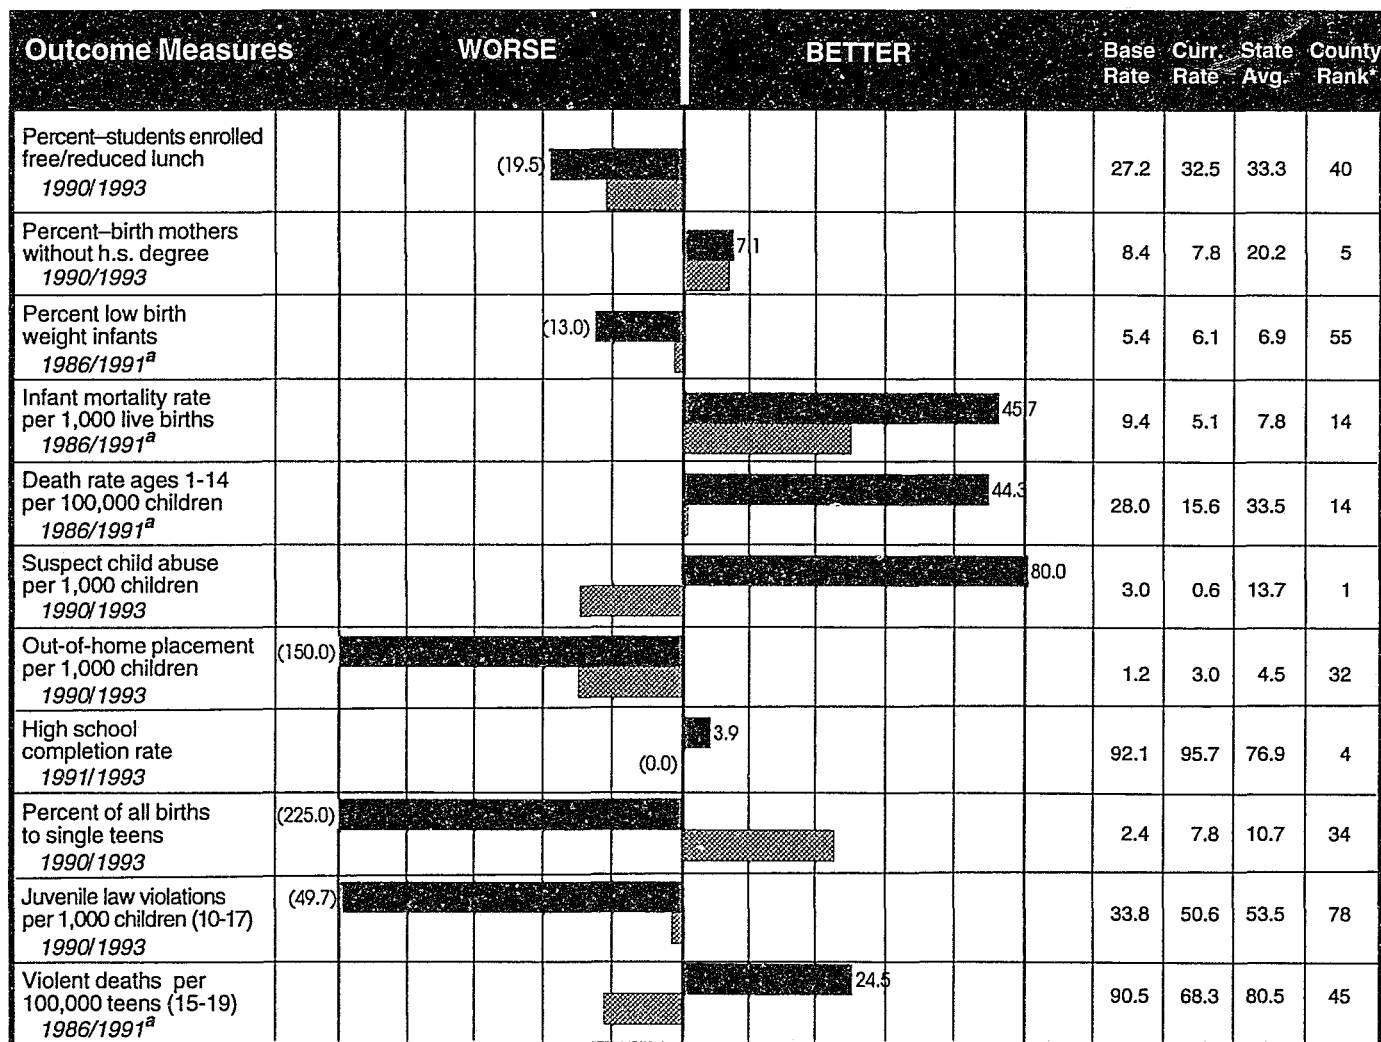 Outcome Measures WORSE BETTER Base Rate Curr. Rate State Avg. County Rank*
Percent–students enrolled
free/reduced lunch
1990/1993
(19.5) 27.2 32.5 33.3 40
Percent–birth mothers
without h.s. degree
1990/1993
7.1 8.4 7.8 20.2 5
Percent low birth
weight infants
1986/1991a
(13.0) 5.4 6.1 6.9 55
Infant mortality rate
per 1,000 live births
1986/1991a
45.7 9.4 5.1 7.8 14
Death rate ages 1-14
per 100,000 children
1986/1991a
44.3 28.0 15.6 33.5 14
Suspect child abuse
per 1,000 children
1990/1993
80.0 3.0 0.6 13.7 1
Out-of-home placement
per 1,000 children
1990/1993
(150.0) 1.2 3.0 4.5 32
High school
completion rate
1991/1993
3.9
(0.0) 92.1 95.7 76.9 4
Percent of all births
to single teens
1990/1993
(225.0) 2.4 7.8 10.7 34
Juvenile law violations
per 1,000 children (10-17)
1990/1993
(49.7) 33.8 50.6 53.5 78
Violent deaths per
100,000 teens (15-19)
1986/1991a
24.5 90.5 68.3 80.5 45